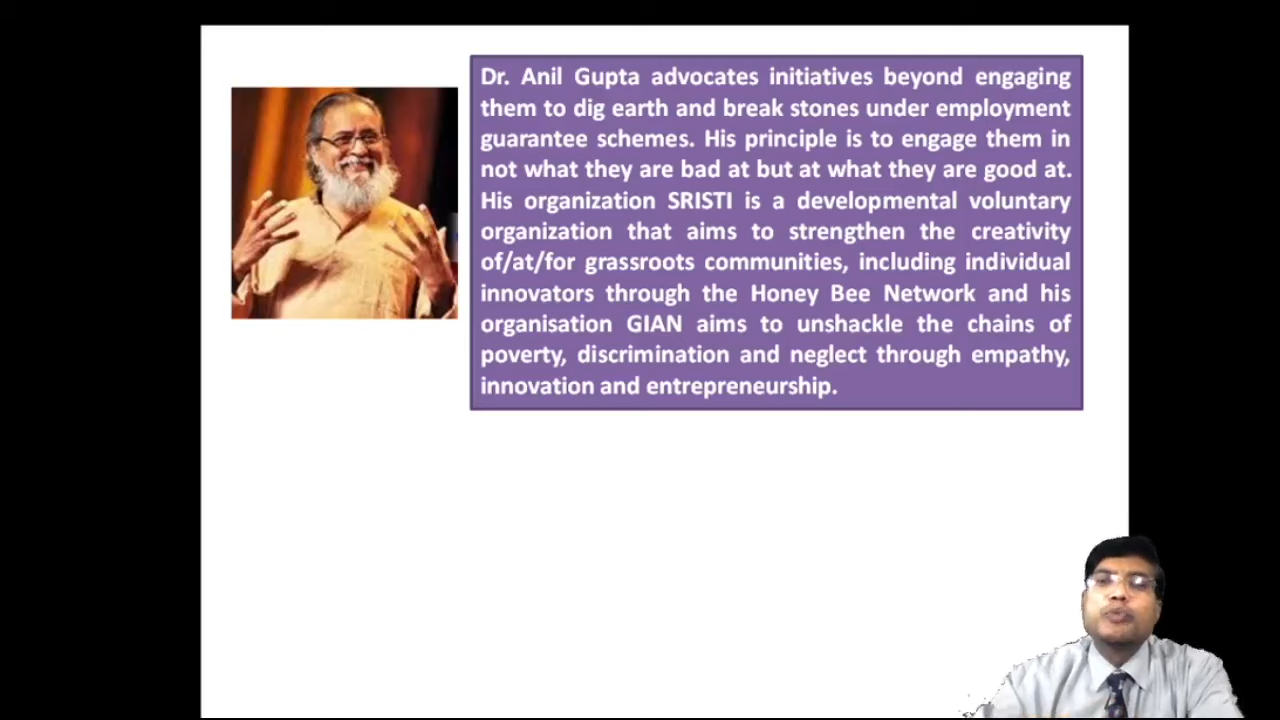 Dr. Anil Gupta advocates initiatives beyond engaging
them to dig earth and break stones under employment
guarantee schemes. His principle is to engage them in
not what they are bad at but at what they are good at.
His organization SRISTI is a developmental voluntary
organization that aims to strengthen the creativity
of/at/for grassroots communities, including individual
innovators through the Honey Bee Network and his
organisation GIAN aims to unshackle the chains of
poverty, discrimination and neglect through empathy,
innovation and entrepreneurship.